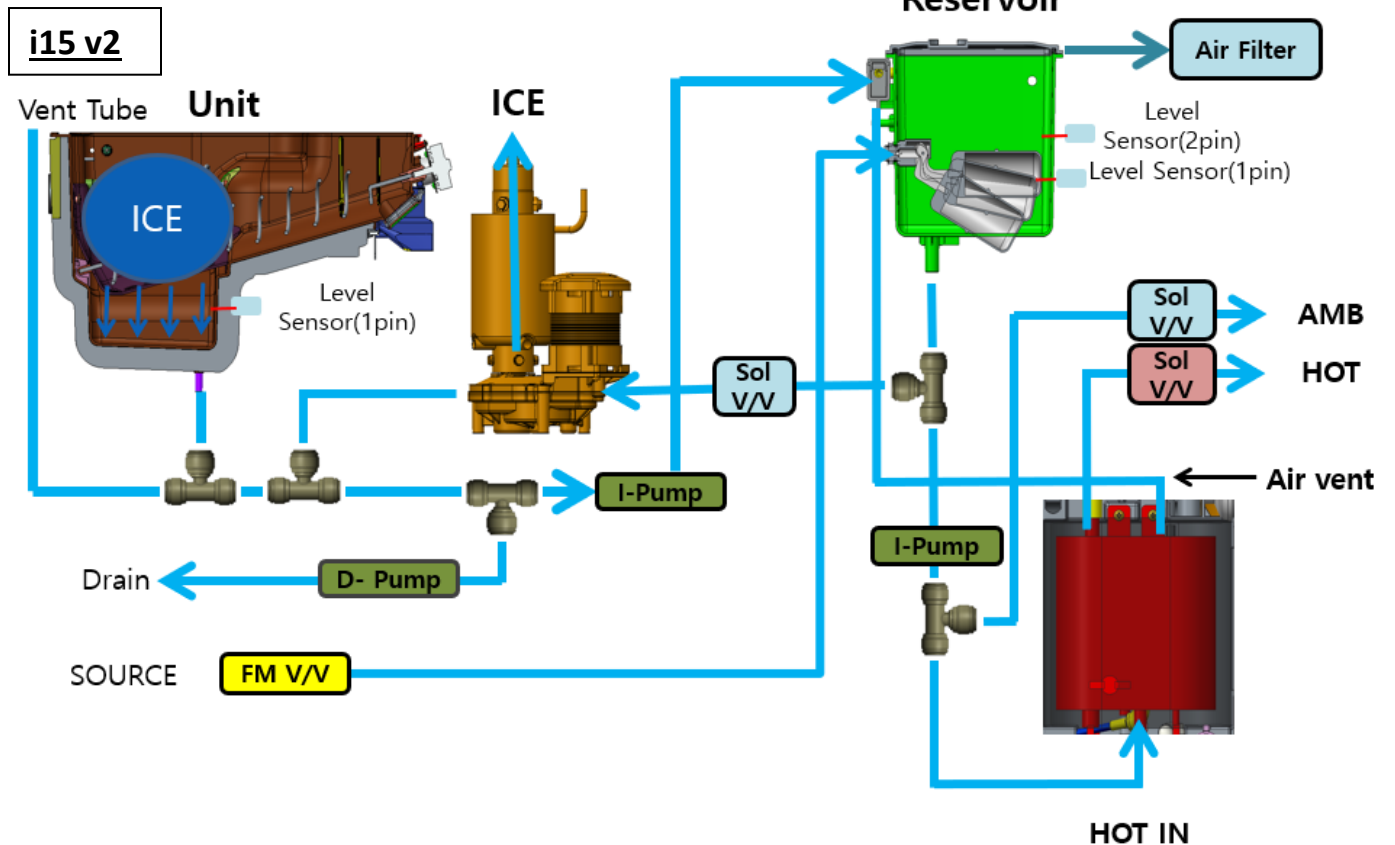 Reservoir
i15 v2
Air Filter
Vent Tube
Unit
ICE
Level
Sensor(2pin)
Level Sensor(1pin)
ICE
Level
Sensor(1pin)
Sol
V/V
AMB
Sol
V/V
HOT
Sol
V/V
Air vent
I-Pump
I-Pump
D- Pump
Drain
SOURCE
FM V/V
HOT IN